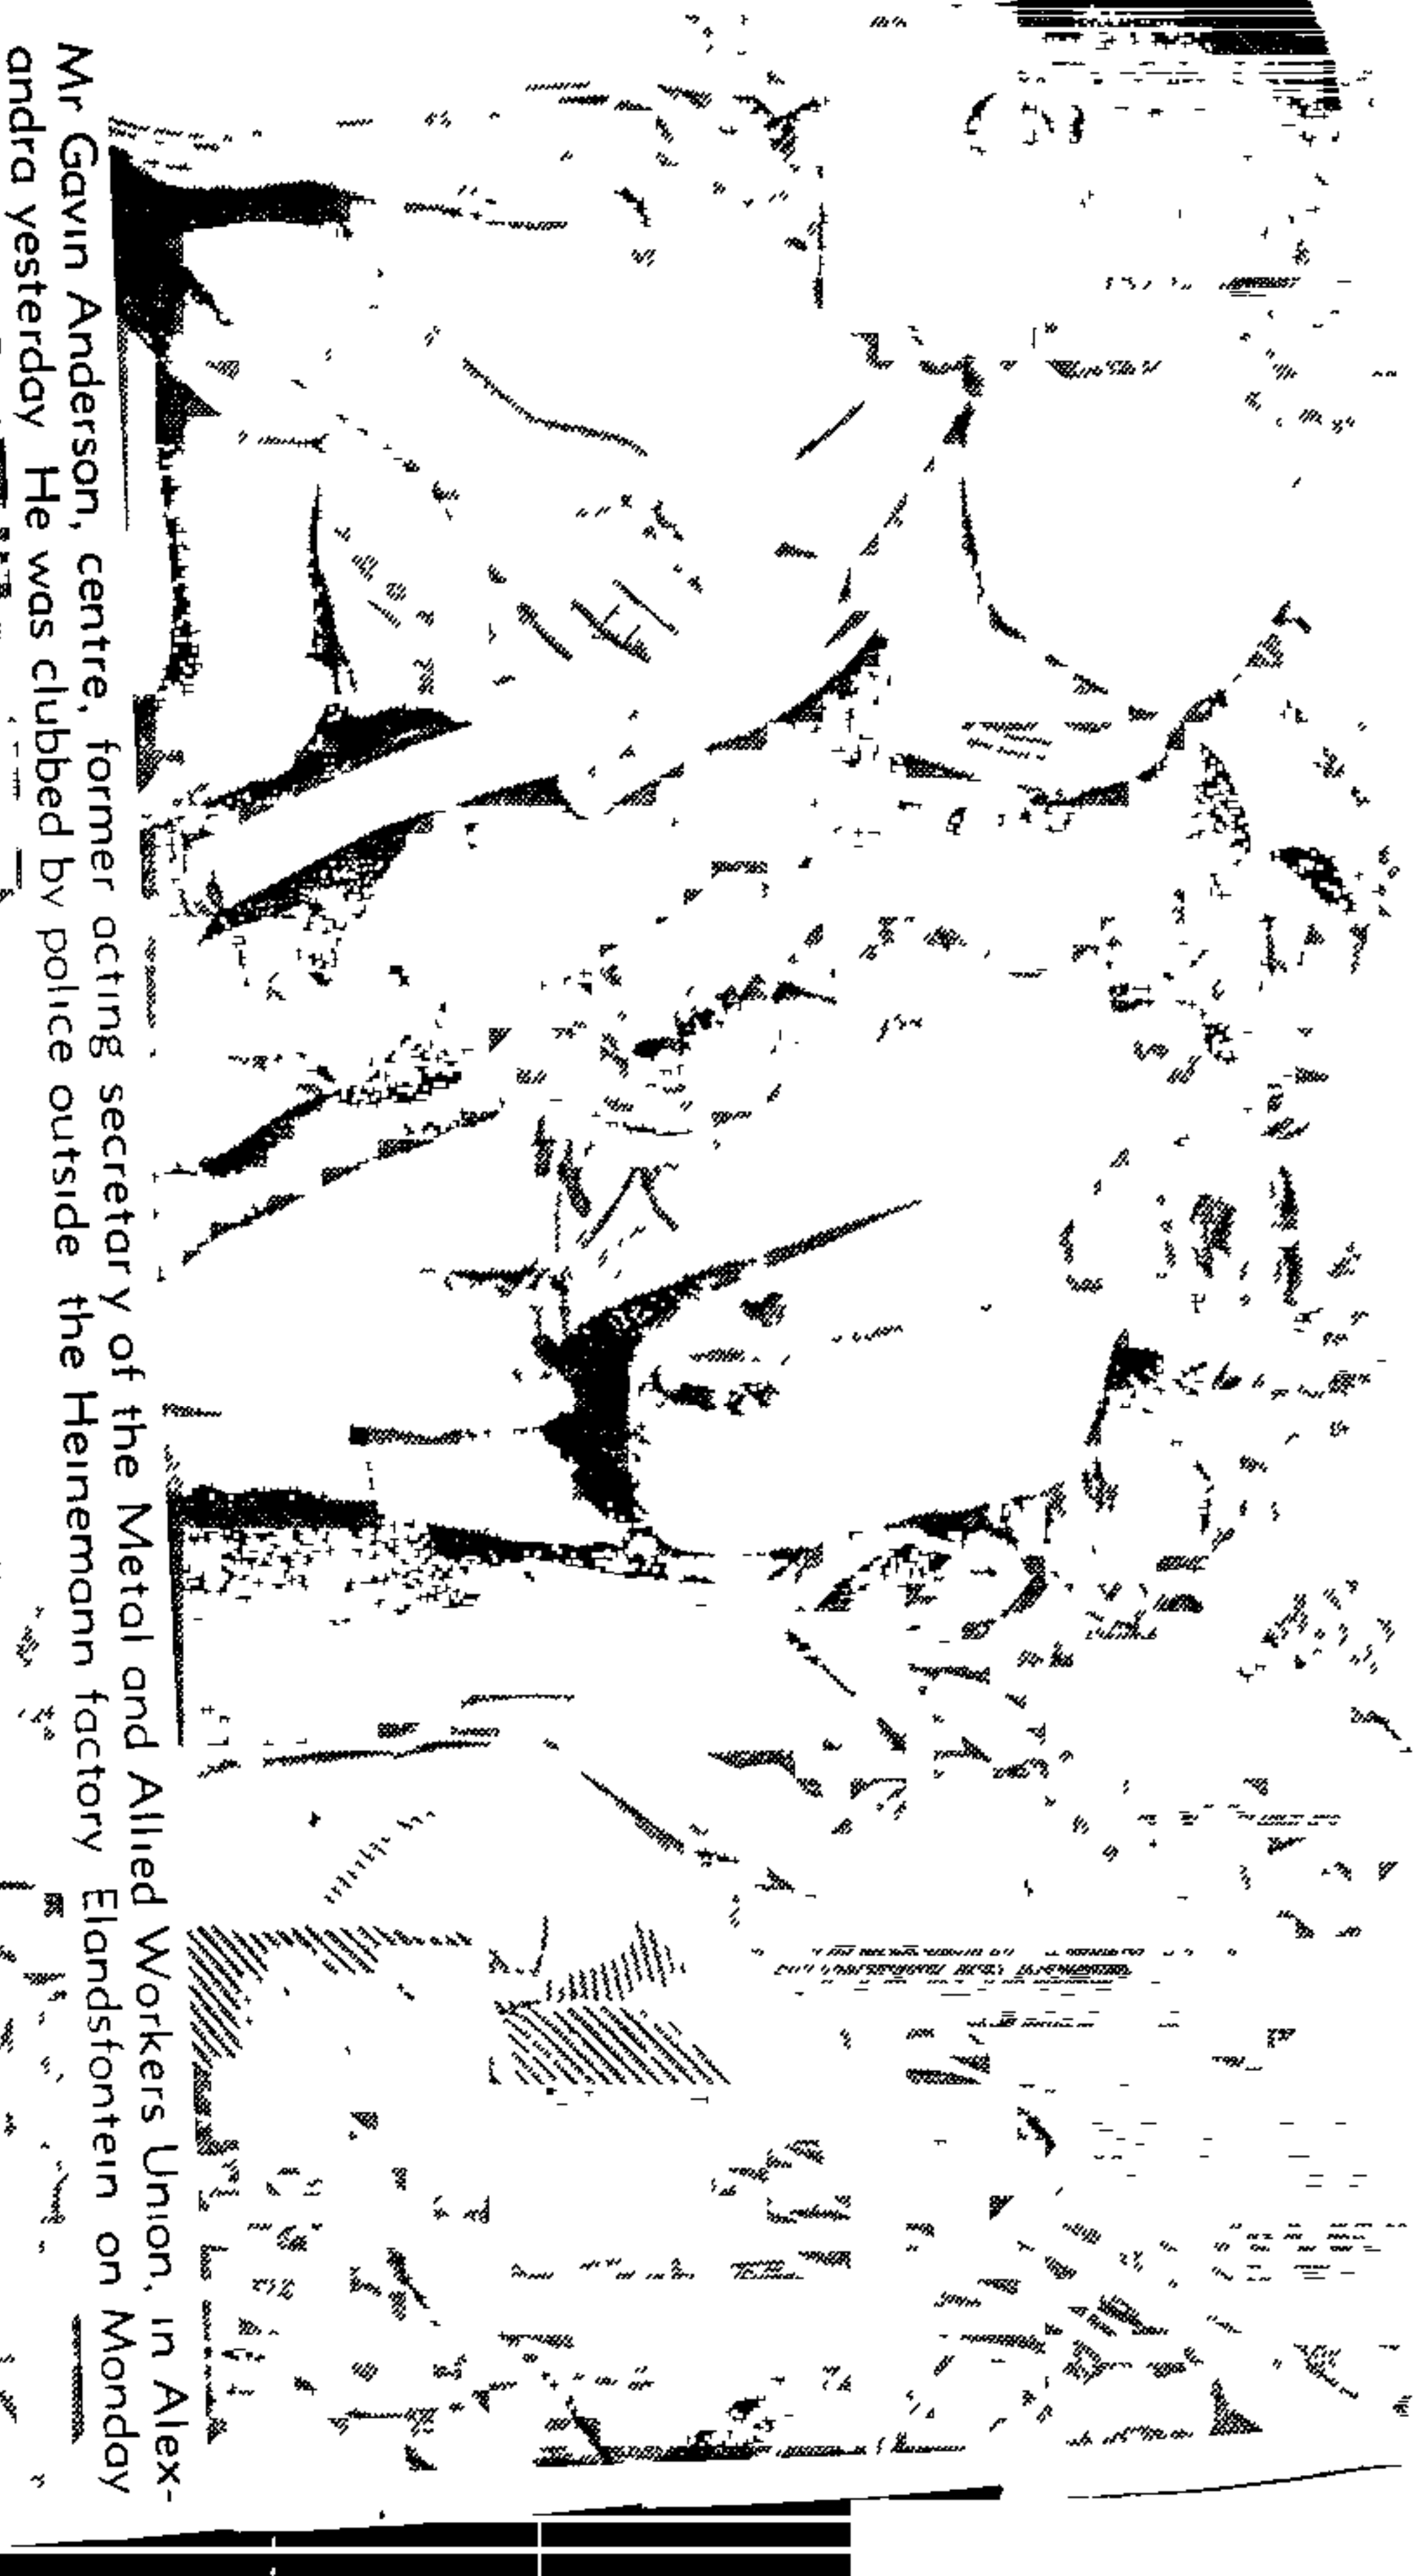 Mr Gavin Anderson, centre, former acting secretary of the Metal and Allied Workers Union, in Alex-
andra yesterday He was clubbed by police outside the Heinemann factory Elandsfontein on Monday